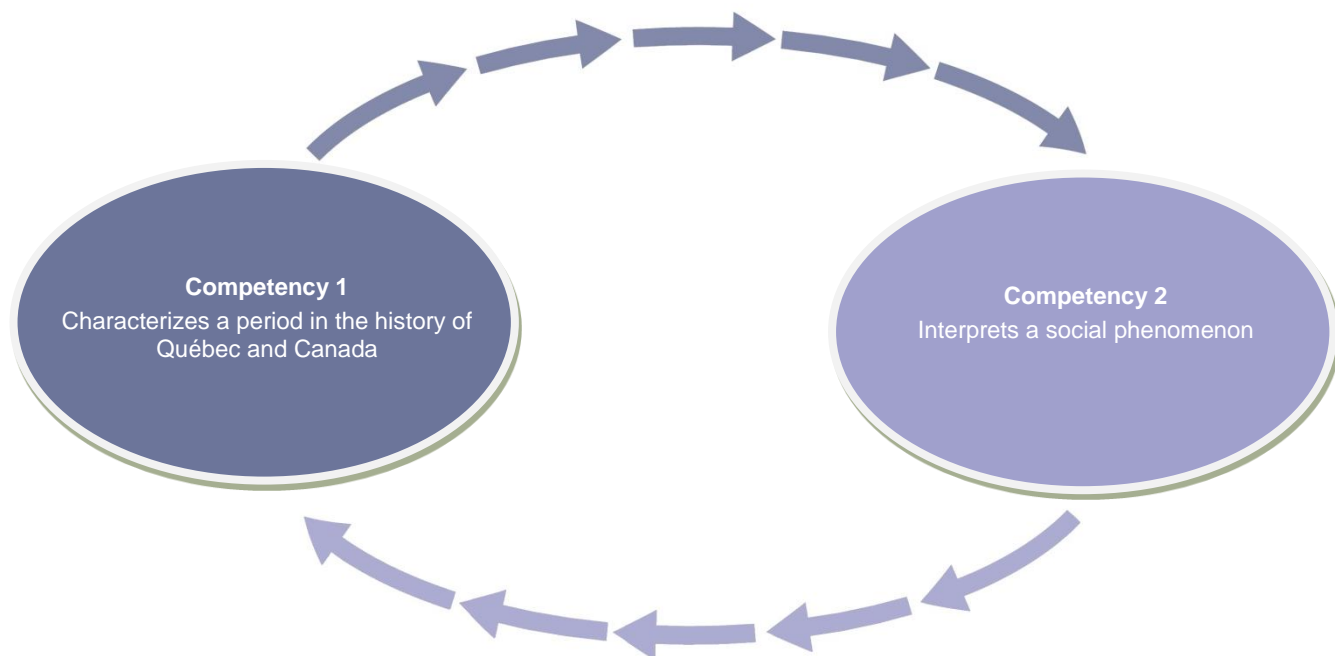 Competency 1
Characterizes a period in the history of
Québec and Canada
Competency 2
Interprets a social phenomenon